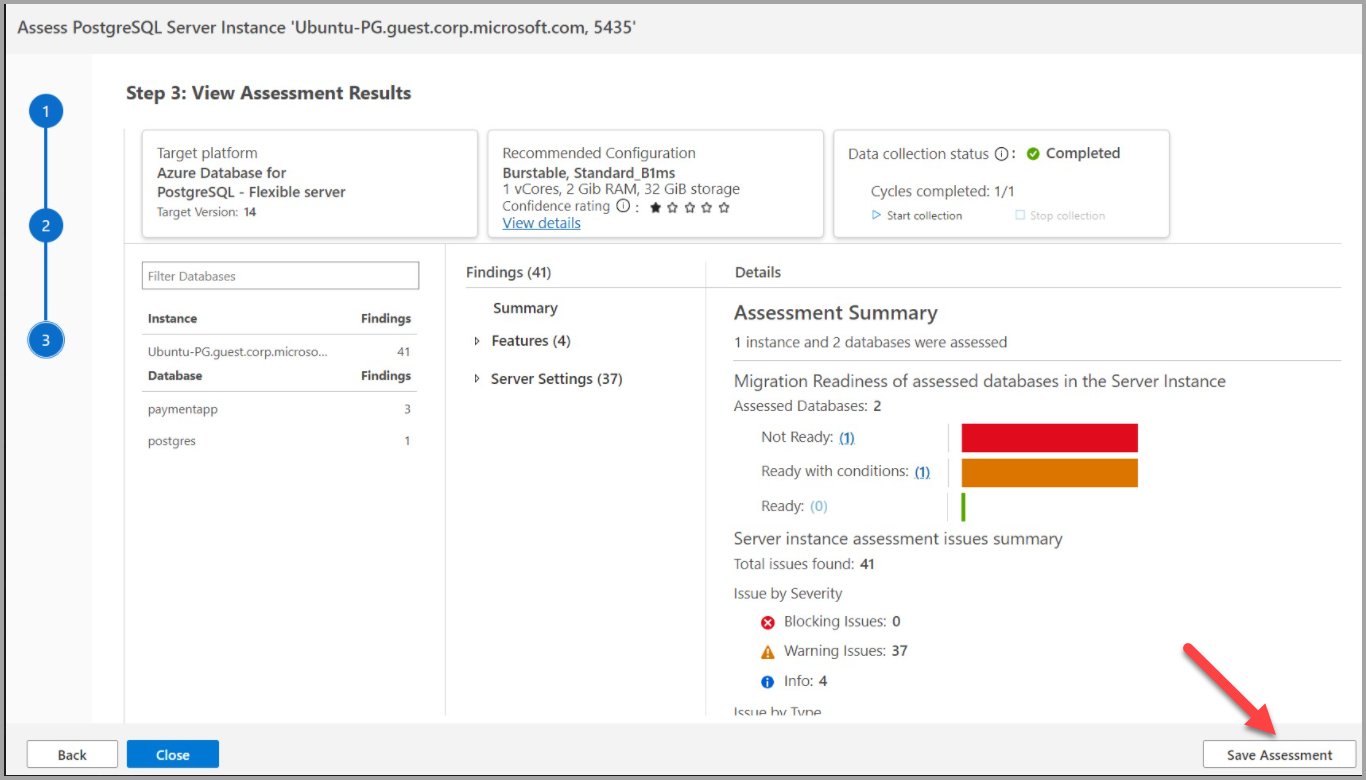 Assess PostgreSQL Server Instance 'Ubuntu-PG.guest.corp.microsoft.com, 5435'
1
2
3
Step 3: View Assessment Results
Target platform
Azure Database for
PostgreSQL - Flexible server
Target Version: 14
Recommended Configuration
Burstable, Standard_B1ms
1 vCores, 2 Gib RAM, 32 GiB storage
Confidence rating :
View details
Data collection status : Completed
Cycles completed: 1/1
Start collection
Stop collection
Filter Databases
Instance Findings
Ubuntu-PG.guest.corp.microso... 41
Database Findings
paymentapp 3
postgres 1
Findings (41)
Summary
Features (4)
Server Settings (37)
Details
Assessment Summary
1 instance and 2 databases were assessed
Migration Readiness of assessed databases in the Server Instance
Assessed Databases: 2
Not Ready: (1)
Ready with conditions: (1)
Ready: (0)
Server instance assessment issues summary
Total issues found: 41
Issue by Severity
Blocking Issues: 0
Warning Issues: 37
Info: 4
Issue by Type
Back
Close
Save Assessment